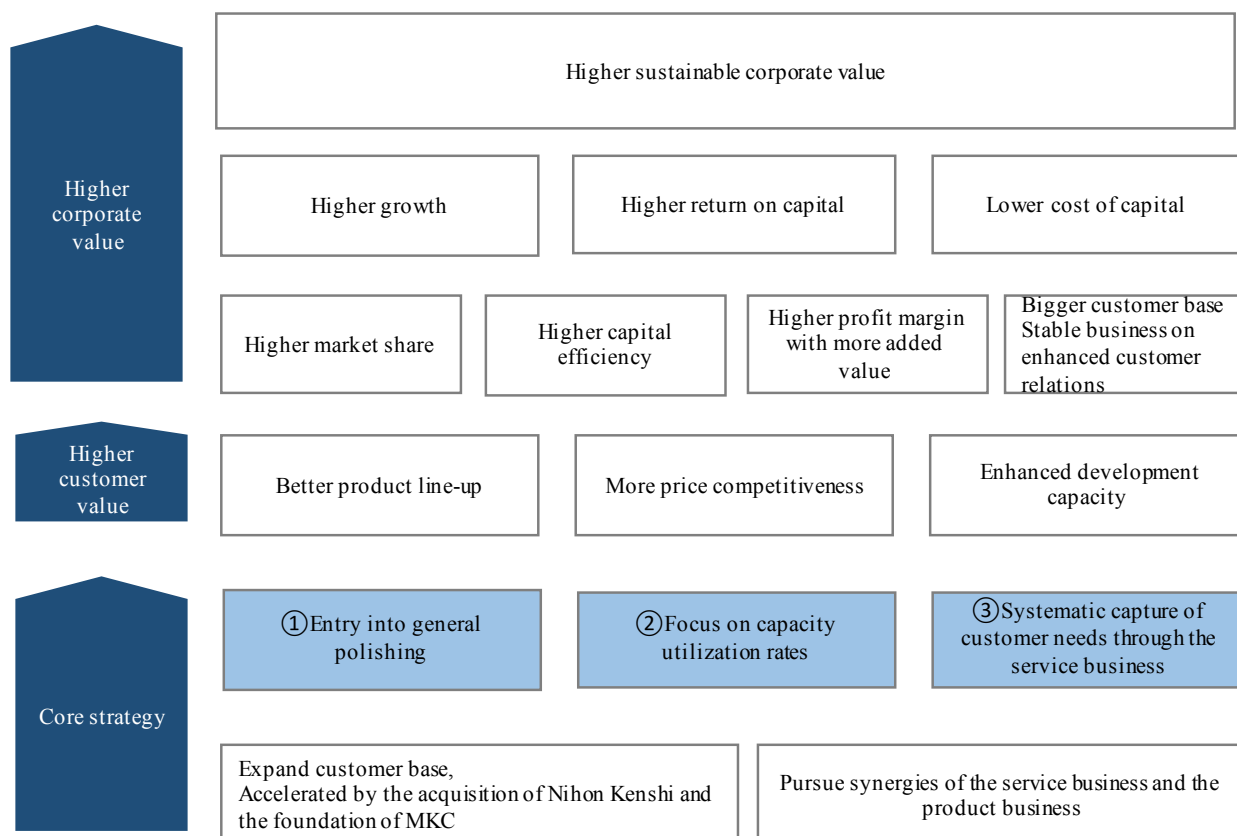 Higher sustainable corporate value
Higher
corporate
value
Higher growth
Higher return on capital
Lower cost of capital
Higher market share
Higher capital
efficiency
Higher profit margin
with more added
value
Bigger customer base
Stable business on
enhanced customer
relations
Higher
customer
value
Better product line-up
More price competitiveness
Enhanced development
capacity
Core strategy
①Entry into general
polishing
②Focus on capacity
utilization rates
③Systematic capture of
customer needs through the
service business
Expand customer base,
Accelerated by the acquisition of Nihon Kenshi and
the foundation of MKC
Pursue synergies of the service business and the
product business